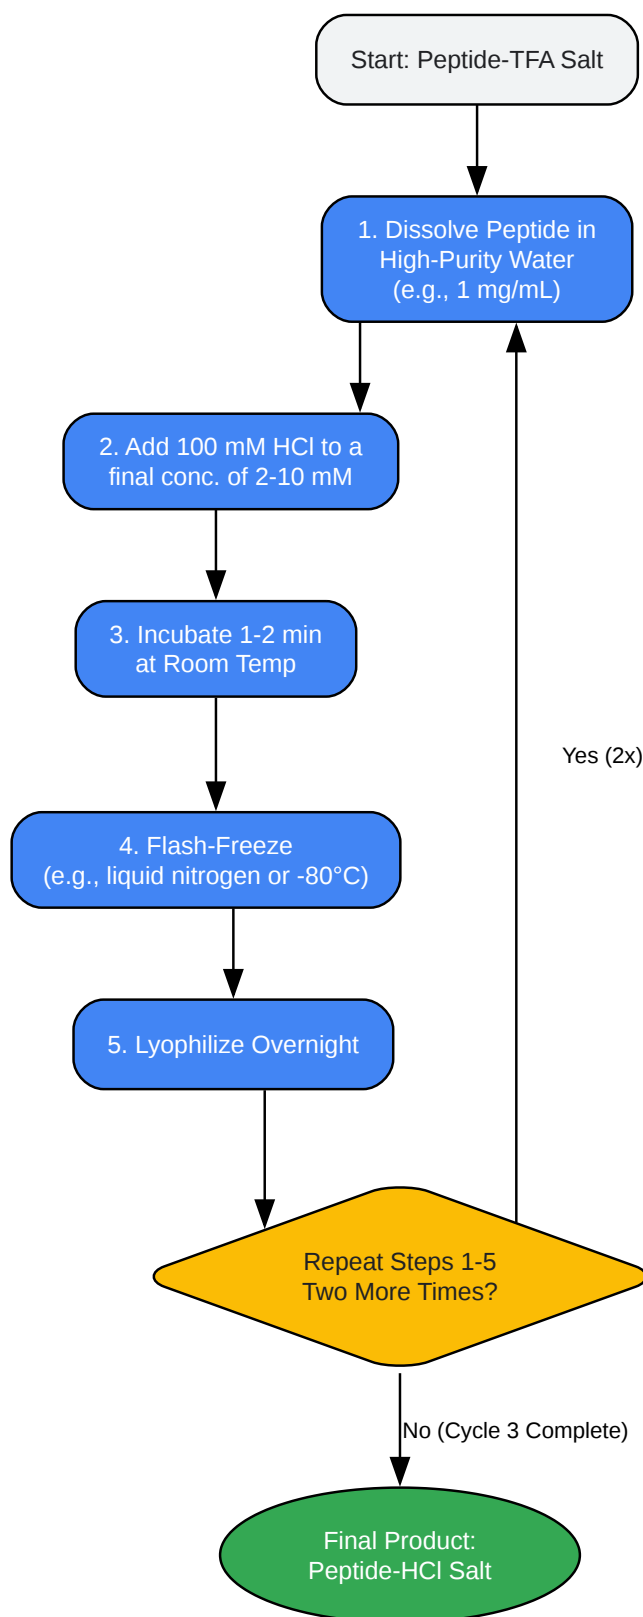 Start: Peptide-TFA Salt
1. Dissolve Peptide in
High-Purity Water
(e.g., 1 mg/mL)
2. Add 100 mM HCl to a
final conc. of 2-10 mM
3. Incubate 1-2 min
at Room Temp
Yes (2x)
4. Flash-Freeze
(e.g., liquid nitrogen or -80°C)
5. Lyophilize Overnight
Repeat Steps 1-5
Two More Times?
No (Cycle 3 Complete)
Final Product:
Peptide-HCl Salt